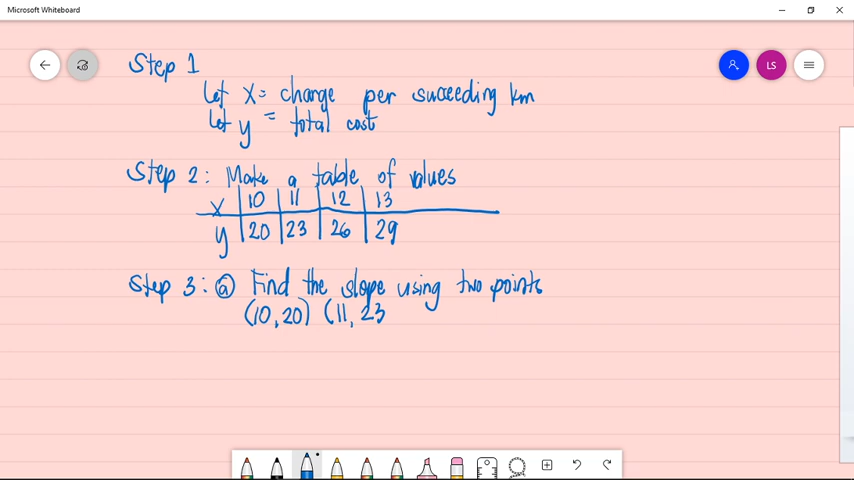 Microsoft Whiteboard
LS
Step 1
Let x = charge per succeeding km
Let y = total cost
Step 2: Make a table of values
x 10 11 12 13
y 20 23 26 29
Step 3: ⓐ Find the slope using two points
(10, 20) (11, 23